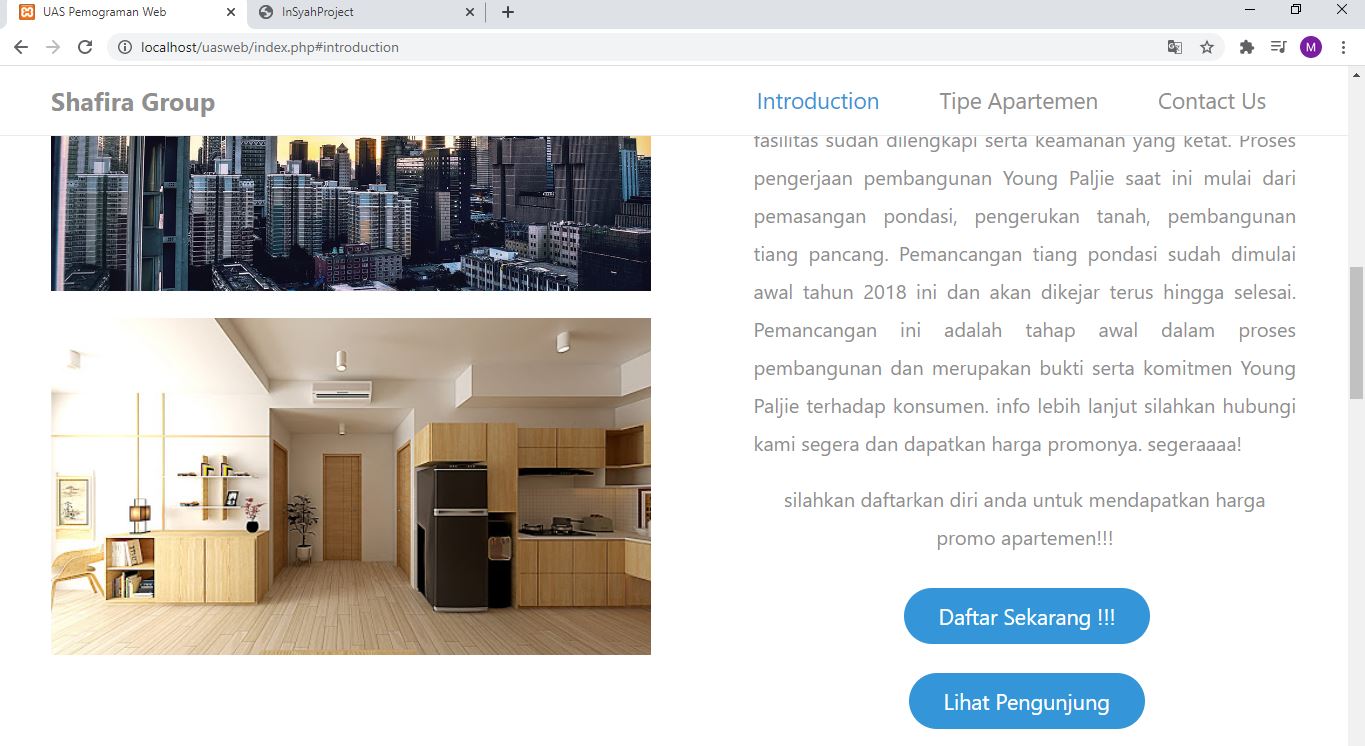 UAS Pemograman Web
InSyahProject
localhost/uasweb/index.php#introduction
M
Shafira Group
Introduction
Tipe Apartemen
Contact Us
fasilitas sudah dilengkapi serta keamanan yang ketat. Proses
pengerjaan pembangunan Young Paljie saat ini mulai dari
pemasangan pondasi, pengerukan tanah, pembangunan
tiang pancang. Pemancangan tiang pondasi sudah dimulai
awal tahun 2018 ini dan akan dikejar terus hingga selesai.
Pemancangan ini adalah tahap awal dalam proses
pembangunan dan merupakan bukti serta komitmen Young
Paljie terhadap konsumen. info lebih lanjut silahkan hubungi
kami segera dan dapatkan harga promonya. segeraaaa!
silahkan daftarkan diri anda untuk mendapatkan harga
promo apartemen!!!
Daftar Sekarang !!!
Lihat Pengunjung